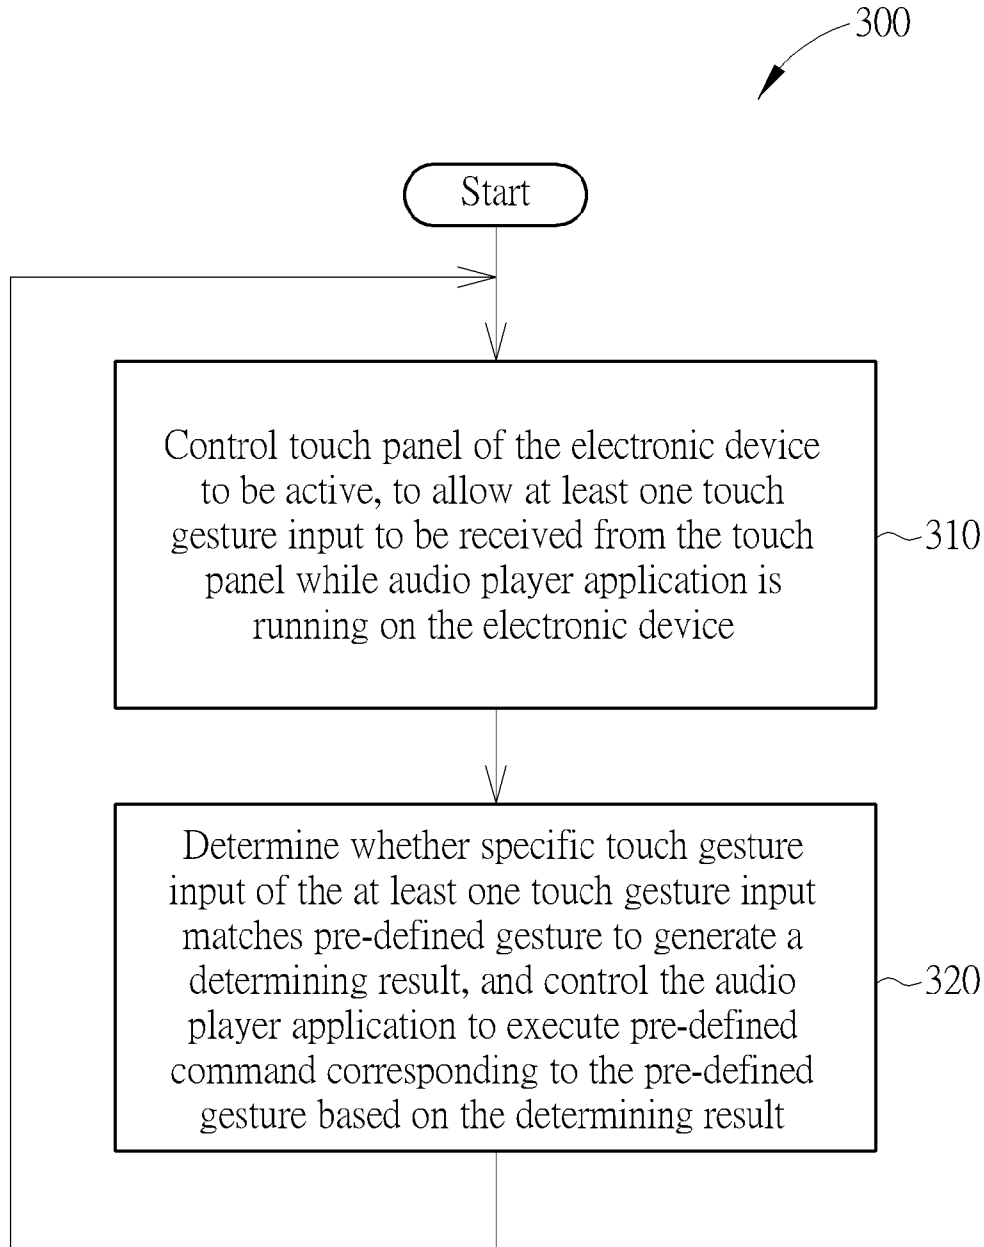 300
Start
Control touch panel of the electronic device
to be active, to allow at least one touch
gesture input to be received from the touch
panel while audio player application is
running on the electronic device
310
Determine whether specific touch gesture
input of the at least one touch gesture input
matches pre-defined gesture to generate a
determining result, and control the audio
player application to execute pre-defined
command corresponding to the pre-defined
gesture based on the determining result
320